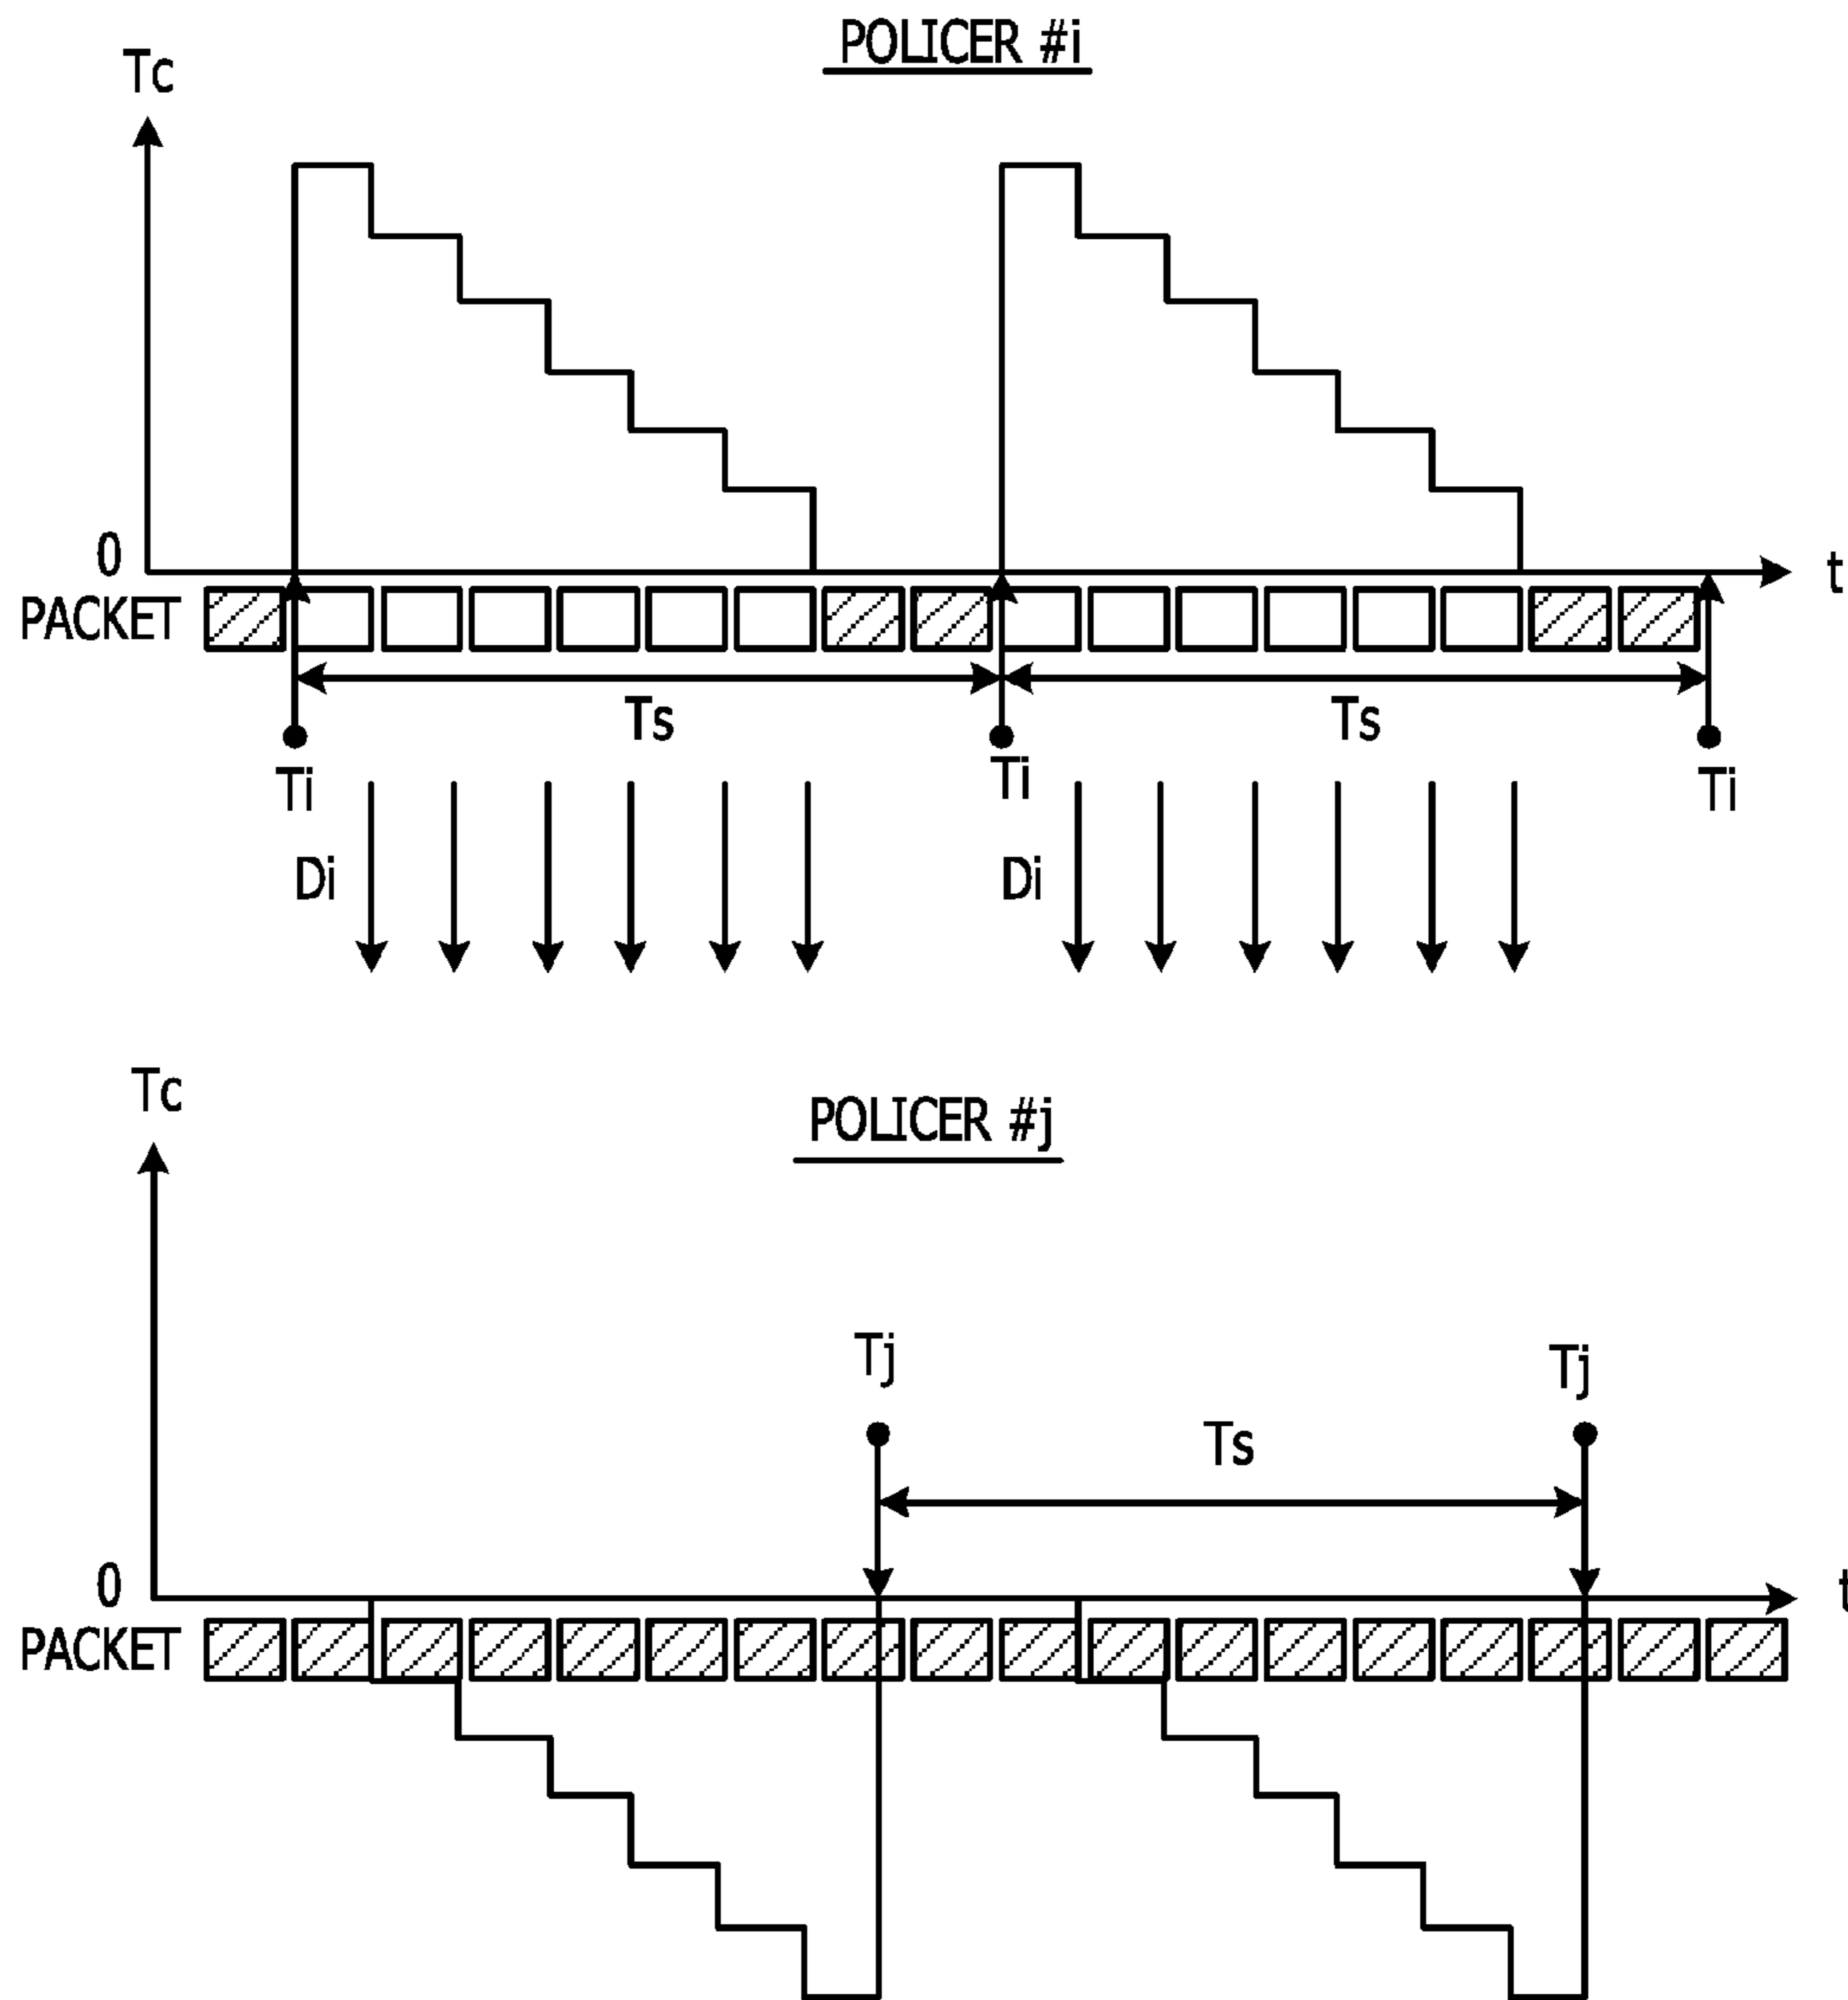 POLICER #i
Tc
0
t
PACKET
Ts
Ts
Ti
Ti
Ti
Di
Di
Tc
POLICER #j
Tj
Tj
Ts
0
t
PACKET